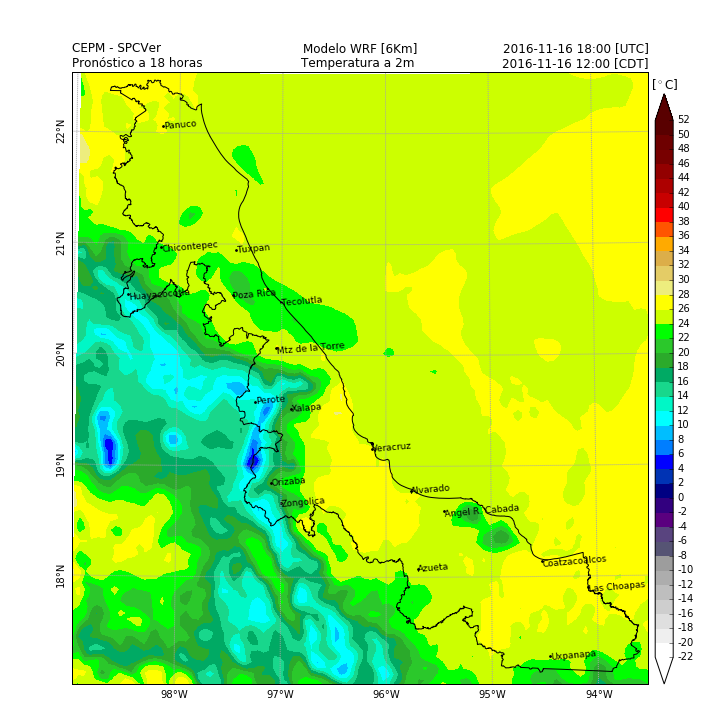 CEPM - SPCVer Modelo WRF [6Km] 2016-11-16 18:00 [UTC]
Pronóstico a 18 horas Temperatura a 2m 2016-11-16 12:00 [CDT]
[°C]
52
50
48
46
44
42
40
38
36
34
32
30
28
26
24
22
20
18
16
14
12
10
8
6
4
2
0
-2
-4
-6
-8
-10
-12
-14
-16
-18
-20
-22
22°N
21°N
20°N
19°N
18°N
Panuco
Chicontepec
Tuxpan
Huayacocotla
Poza Rica
Tecolutla
Mtz de la Torre
Perote
Xalapa
Veracruz
Orizaba
Alvarado
Zongolica
Angel R. Cabada
Azueta
Coatzacoalcos
Las Choapas
Uxpanapa
98°W 97°W 96°W 95°W 94°W